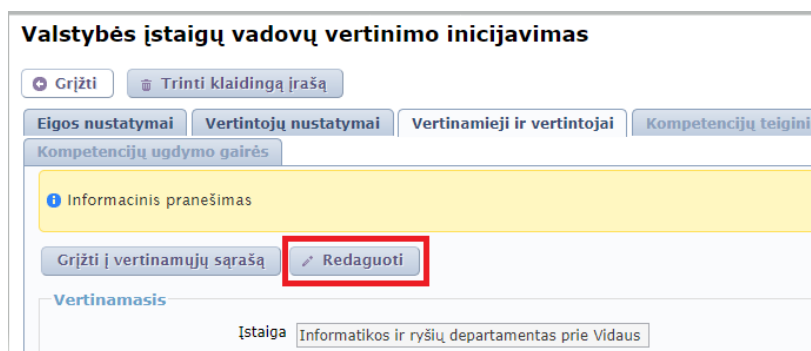 Valstybės įstaigų vadovų vertinimo inicijavimas
Grįžti Trinti klaidingą įrašą
Eigos nustatymai Vertintojų nustatymai Vertinamieji ir vertintojai Kompetencijų teigini
Kompetencijų ugdymo gairės
Informacinis pranešimas
Grįžti į vertinamųjų sąrašą Redaguoti
Vertinamasis
Įstaiga Informatikos ir ryšių departamentas prie Vidaus